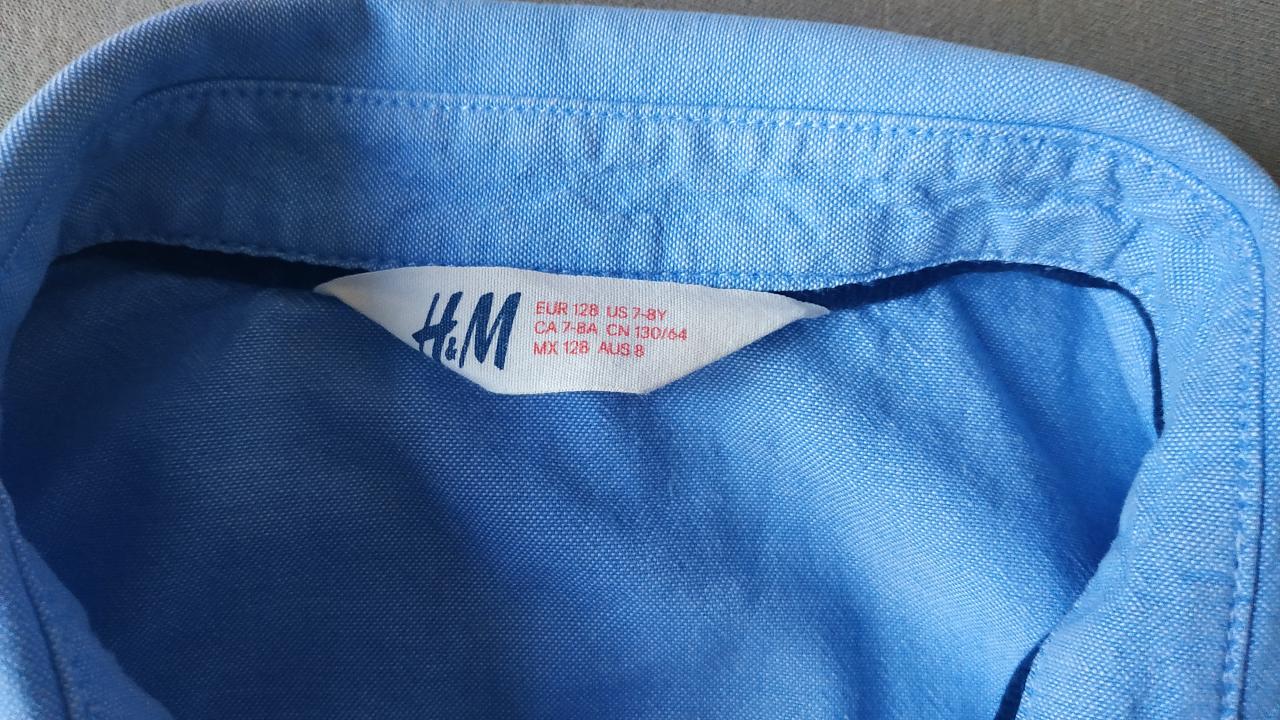 H&M
EUR 128 US 7-8Y
CA 7-8A CN 130/64
MX 128 AUS 8